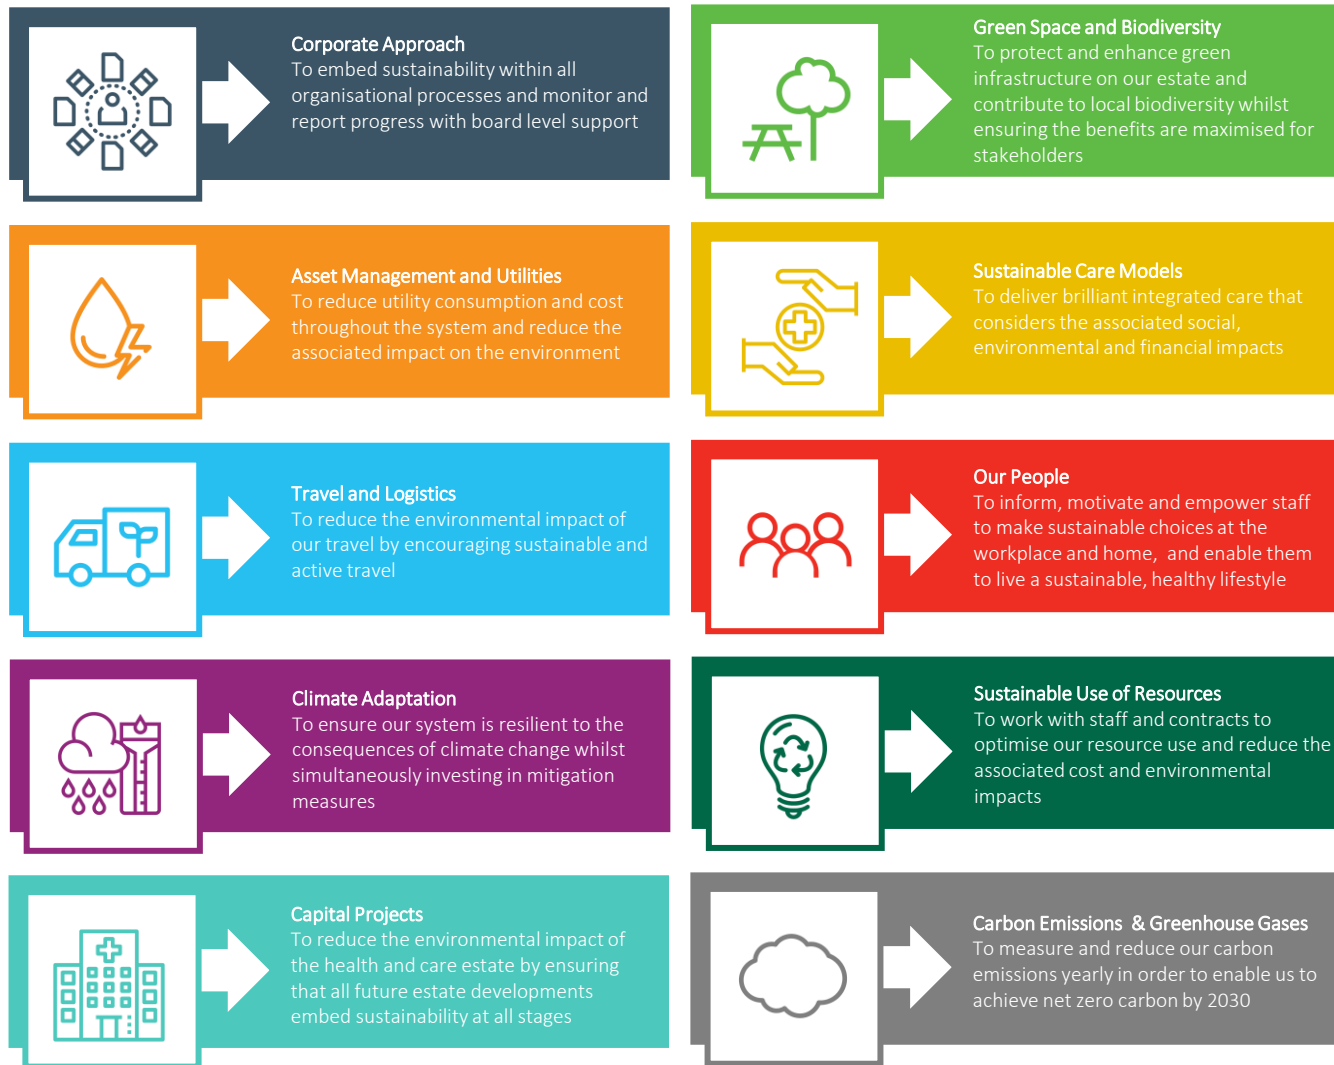 Corporate Approach
To embed sustainability within all
organisational processes and monitor and
report progress with board level support
Green Space and Biodiversity
To protect and enhance green
infrastructure on our estate and
contribute to local biodiversity whilst
ensuring the benefits are maximised for
stakeholders
Asset Management and Utilities
To reduce utility consumption and cost
throughout the system and reduce the
associated impact on the environment
Sustainable Care Models
To deliver brilliant integrated care that
considers the associated social,
environmental and financial impacts
Travel and Logistics
To reduce the environmental impact of
our travel by encouraging sustainable and
active travel
Our People
To inform, motivate and empower staff
to make sustainable choices at the
workplace and home,  and enable them
to live a sustainable, healthy lifestyle
Climate Adaptation
To ensure our system is resilient to the
consequences of climate change whilst
simultaneously investing in mitigation
measures
Sustainable Use of Resources
To work with staff and contracts to
optimise our resource use and reduce the
associated cost and environmental
impacts
Capital Projects
To reduce the environmental impact of
the health and care estate by ensuring
that all future estate developments
embed sustainability at all stages
Carbon Emissions  & Greenhouse Gases
To measure and reduce our carbon
emissions yearly in order to enable us to
achieve net zero carbon by 2030